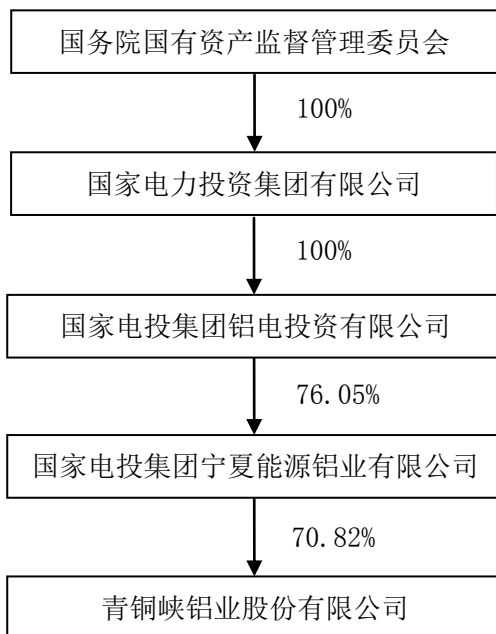 国务院国有资产监督管理委员会
100%
国家电力投资集团有限公司
100%
国家电投集团铝电投资有限公司
76.05%
国家电投集团宁夏能源铝业有限公司
70.82%
青铜峡铝业股份有限公司